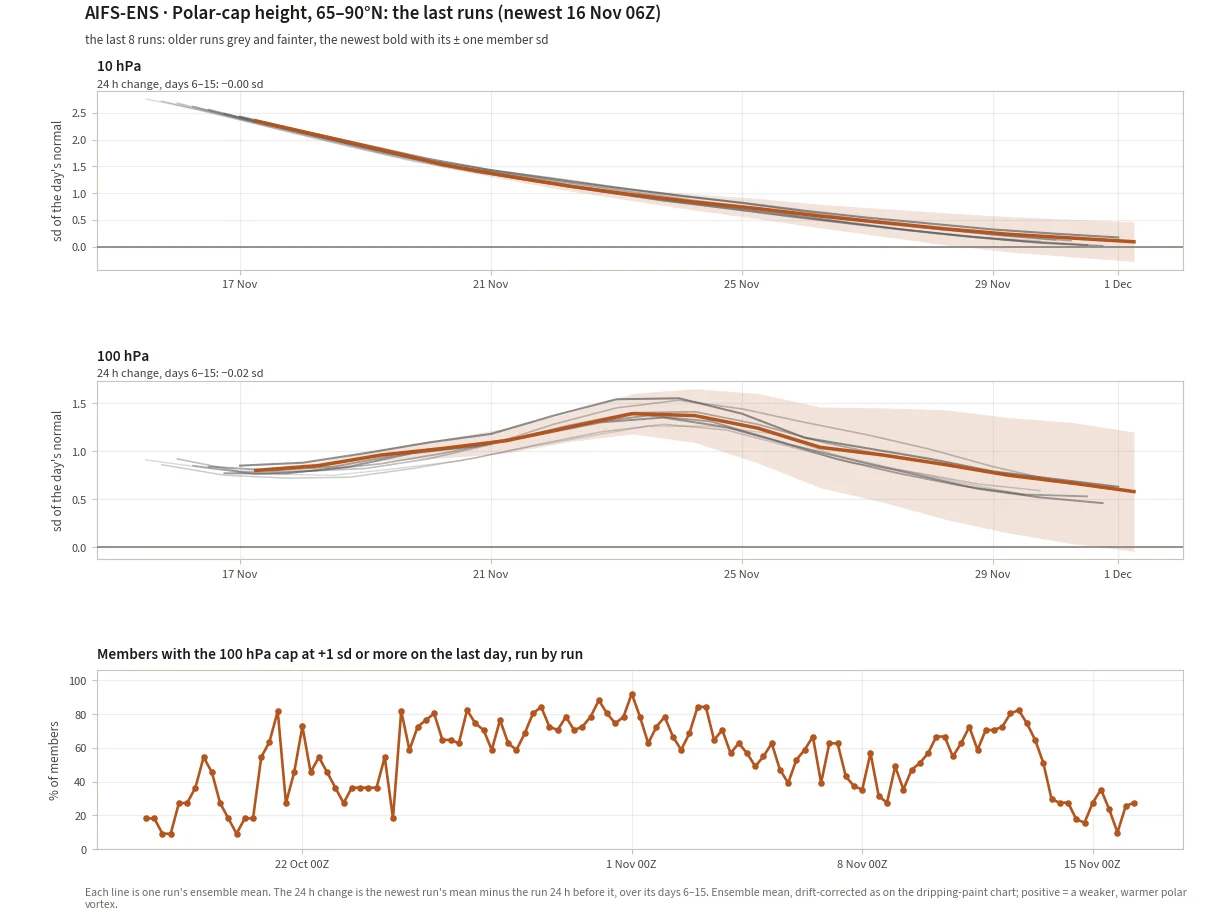 AIFS-ENS · Polar-cap height, 65–90°N: the last runs (newest 16 Nov 06Z)
the last 8 runs: older runs grey and fainter, the newest bold with its ± one member sd
10 hPa
24 h change, days 6–15: −0.00 sd
sd of the day's normal
2.5
2.0
1.5
1.0
0.5
0.0
17 Nov
21 Nov
25 Nov
29 Nov
1 Dec
100 hPa
24 h change, days 6–15: −0.02 sd
sd of the day's normal
1.5
1.0
0.5
0.0
17 Nov
21 Nov
25 Nov
29 Nov
1 Dec
Members with the 100 hPa cap at +1 sd or more on the last day, run by run
% of members
100
80
60
40
20
0
22 Oct 00Z
1 Nov 00Z
8 Nov 00Z
15 Nov 00Z
Each line is one run's ensemble mean. The 24 h change is the newest run's mean minus the run 24 h before it, over its days 6–15. Ensemble mean, drift-corrected as on the dripping-paint chart; positive = a weaker, warmer polar
vortex.